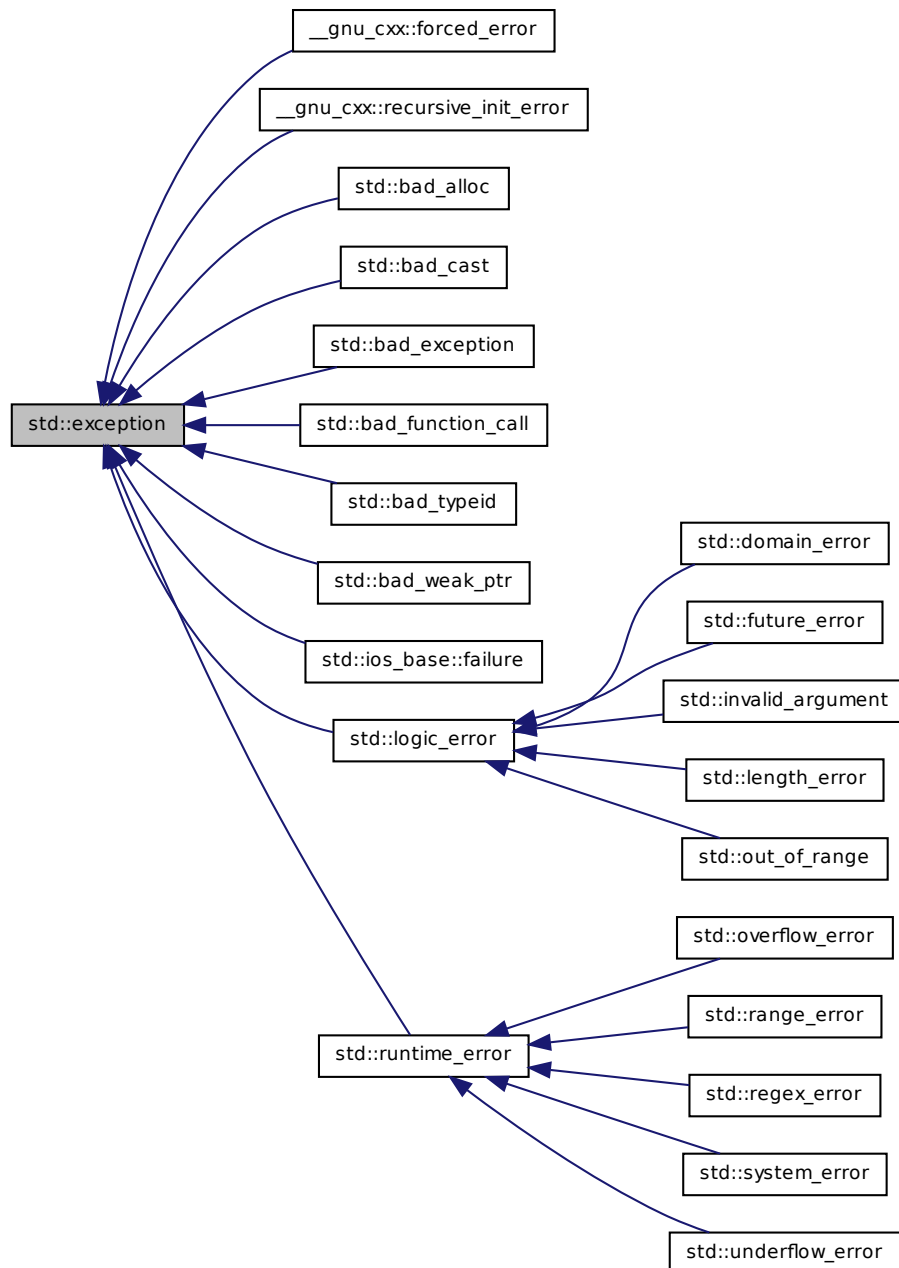 __gnu_cxx::forced_error
__gnu_cxx::recursive_init_error
std::bad_alloc
std::bad_cast
std::bad_exception
std::exception
std::bad_function_call
std::bad_typeid
std::domain_error
std::bad_weak_ptr
std::future_error
std::ios_base::failure
std::invalid_argument
std::logic_error
std::length_error
std::out_of_range
std::overflow_error
std::range_error
std::runtime_error
std::regex_error
std::system_error
std::underflow_error